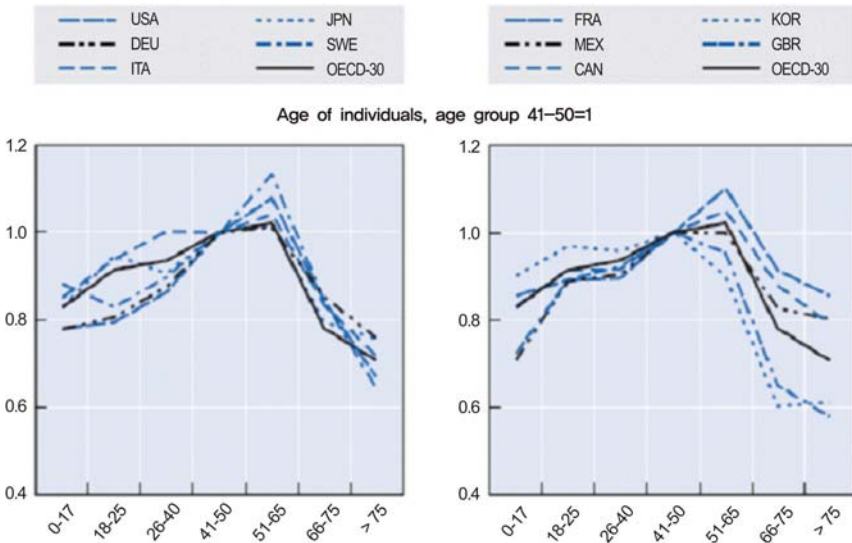 USA JPN
DEU SWE
ITA OECD-30
FRA KOR
MEX GBR
CAN OECD-30
Age of individuals, age group 41–50=1
1.2
1.0
0.8
0.6
0.4
0-17 18-25 26-40 41-50 51-65 66-75 >75
1.2
1.0
0.8
0.6
0.4
0-17 18-25 26-40 41-50 51-65 66-75 >75